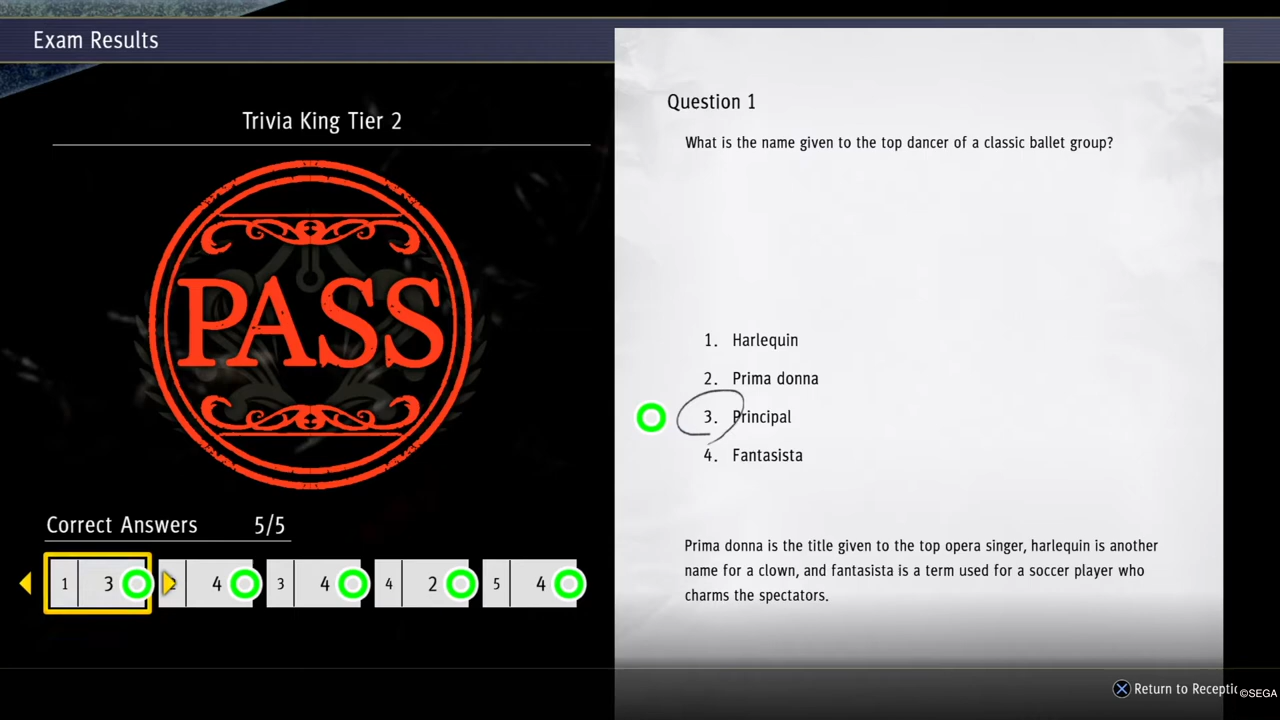 Exam Results
Trivia King Tier 2
PASS
Correct Answers 5/5
1 3
4
3 4
4 2
5 4
Question 1
What is the name given to the top dancer of a classic ballet group?
1. Harlequin
2. Prima donna
3. Principal
4. Fantasista
Prima donna is the title given to the top opera singer, harlequin is another
name for a clown, and fantasista is a term used for a soccer player who
charms the spectators.
Return to
©SEGA